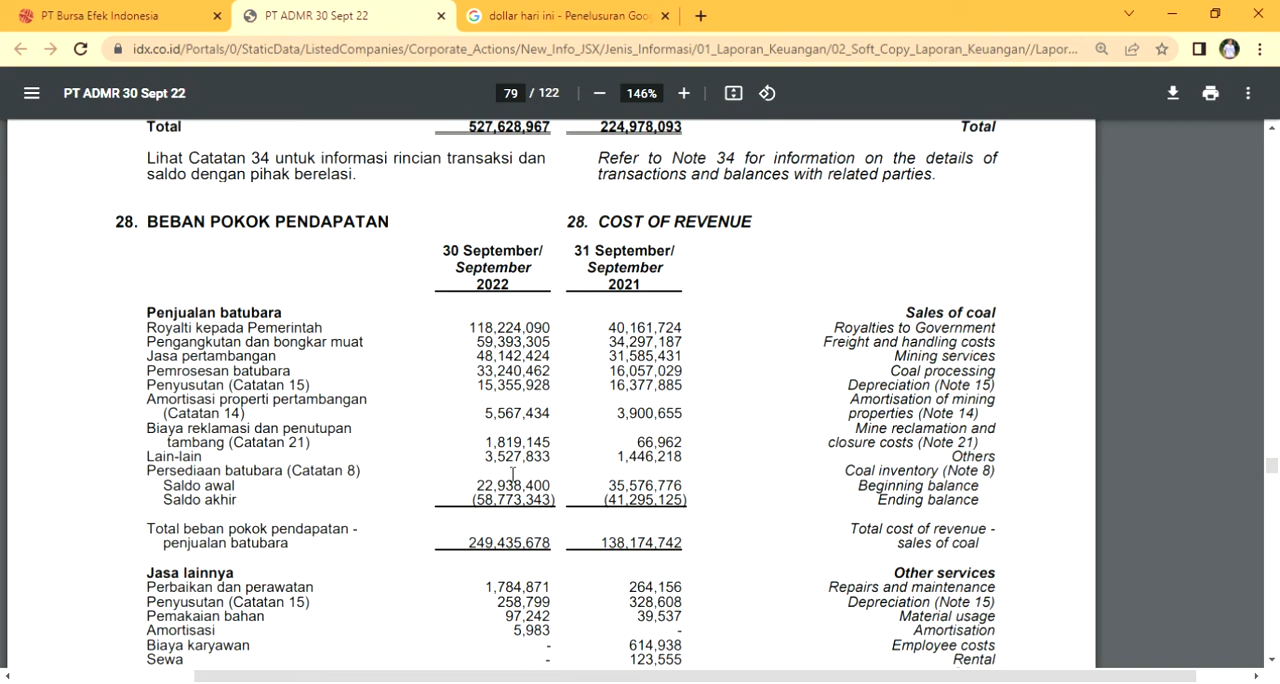 PT Bursa Efek Indonesia
PT ADMR 30 Sept 22
dollar hari ini - Penelusuran Goo
idx.co.id/Portals/0/StaticData/ListedCompanies/Corporate_Actions/New_Info_JSX/Jenis_Informasi/01_Laporan_Keuangan/02_Soft_Copy_Laporan_Keuangan//Lapor...
PT ADMR 30 Sept 22 79 / 122 146%
Total 527,628,967 224,978,093 Total
Lihat Catatan 34 untuk informasi rincian transaksi dan Refer to Note 34 for information on the details of
saldo dengan pihak berelasi. transactions and balances with related parties.
28. BEBAN POKOK PENDAPATAN 28. COST OF REVENUE
30 September/ 31 September/
September September
2022 2021
Penjualan batubara Sales of coal
Royalti kepada Pemerintah 118,224,090 40,161,724 Royalties to Government
Pengangkutan dan bongkar muat 59,393,305 34,297,187 Freight and handling costs
Jasa pertambangan 48,142,424 31,585,431 Mining services
Pemrosesan batubara 33,240,462 16,057,029 Coal processing
Penyusutan (Catatan 15) 15,355,928 16,377,885 Depreciation (Note 15)
Amortisasi properti pertambangan Amortisation of mining
(Catatan 14) 5,567,434 3,900,655 properties (Note 14)
Biaya reklamasi dan penutupan Mine reclamation and
tambang (Catatan 21) 1,819,145 66,962 closure costs (Note 21)
Lain-lain 3,527,833 1,446,218 Others
Persediaan batubara (Catatan 8) Coal inventory (Note 8)
Saldo awal 22,938,400 35,576,776 Beginning balance
Saldo akhir (58,773,343) (41,295,125) Ending balance
Total beban pokok pendapatan - Total cost of revenue -
penjualan batubara 249,435,678 138,174,742 sales of coal
Jasa lainnya Other services
Perbaikan dan perawatan 1,784,871 264,156 Repairs and maintenance
Penyusutan (Catatan 15) 258,799 328,608 Depreciation (Note 15)
Pemakaian bahan 97,242 39,537 Material usage
Amortisasi 5,983 - Amortisation
Biaya karyawan - 614,938 Employee costs
Sewa - 123,555 Rental